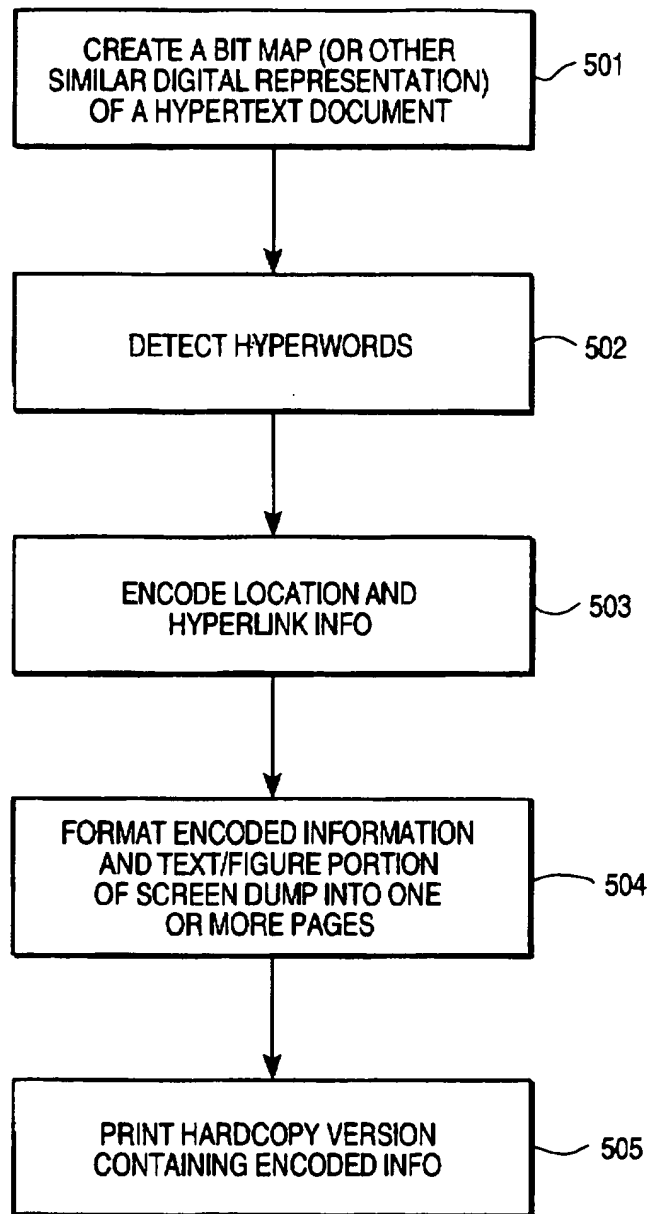 CREATE A BIT MAP (OR OTHER
SIMILAR DIGITAL REPRESENTATION)
OF A HYPERTEXT DOCUMENT
501
DETECT HYPERWORDS
502
ENCODE LOCATION AND
HYPERLINK INFO
503
FORMAT ENCODED INFORMATION
AND TEXT/FIGURE PORTION
OF SCREEN DUMP INTO ONE
OR MORE PAGES
504
PRINT HARDCOPY VERSION
CONTAINING ENCODED INFO
505